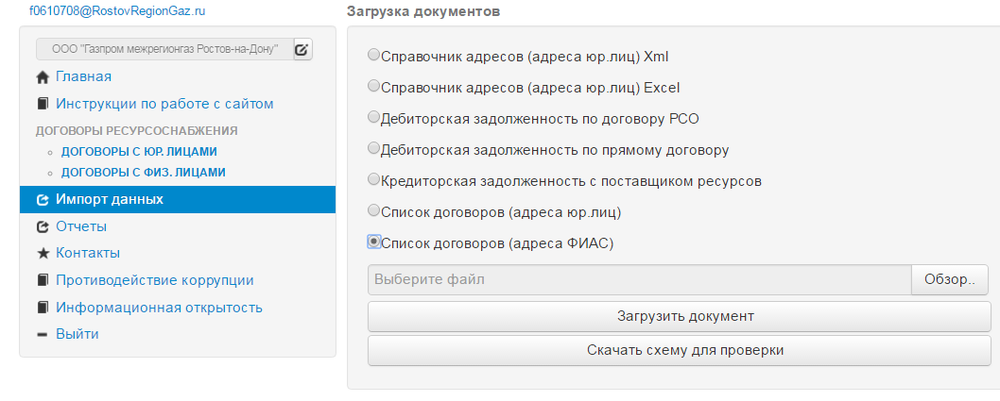 f0610708@RostovRegionGaz.ru
ООО "Газпром межрегионгаз Ростов-на-Дону"
Главная
Инструкции по работе с сайтом
ДОГОВОРЫ РЕСУРСОСНАБЖЕНИЯ
ДОГОВОРЫ С ЮР. ЛИЦАМИ
ДОГОВОРЫ С ФИЗ. ЛИЦАМИ
Импорт данных
Отчеты
Контакты
Противодействие коррупции
Информационная открытость
Выйти
Загрузка документов
Справочник адресов (адреса юр.лиц) Xml
Справочник адресов (адреса юр.лиц) Excel
Дебиторская задолженность по договору РСО
Дебиторская задолженность по прямому договору
Кредиторская задолженность с поставщиком ресурсов
Список договоров (адреса юр.лиц)
Список договоров (адреса ФИАС)
Выберите файл Обзор..
Загрузить документ
Скачать схему для проверки